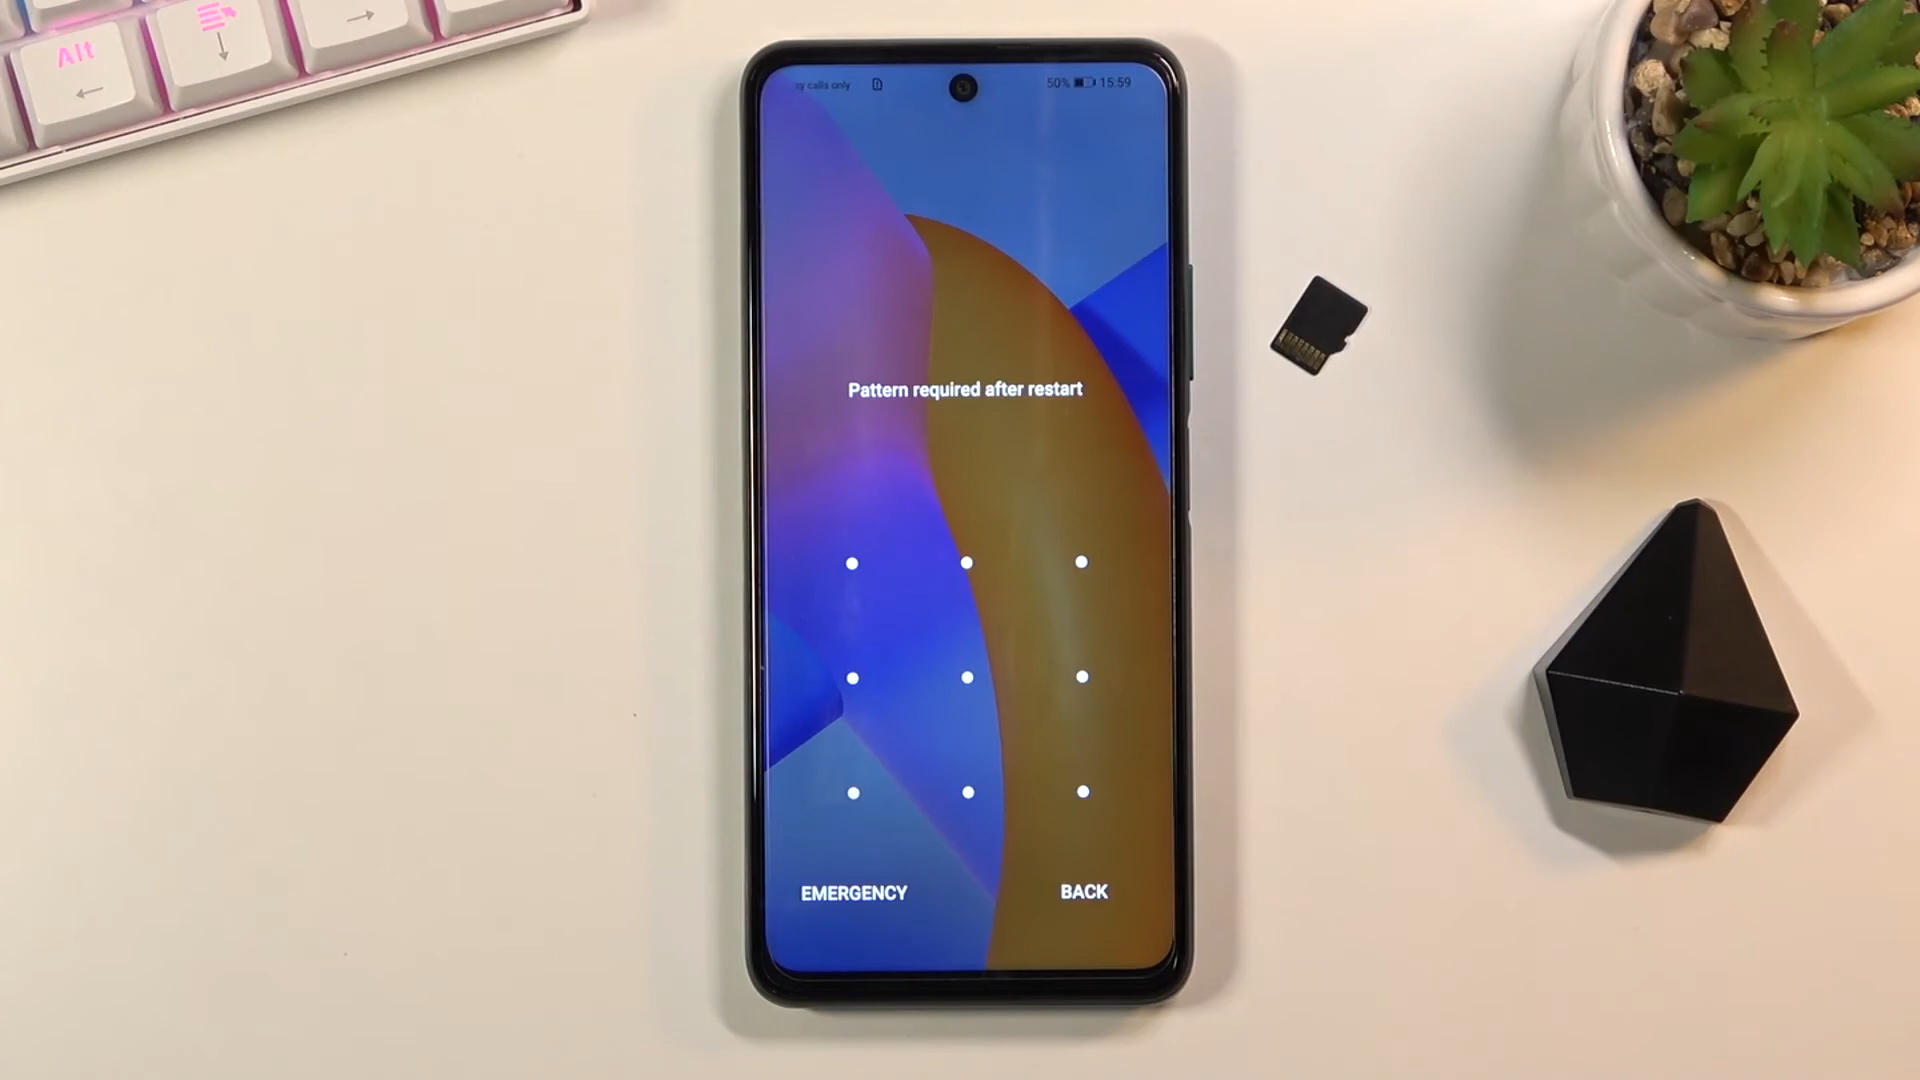 Alt
calls only
50% 15:59
Pattern required after restart
EMERGENCY
BACK